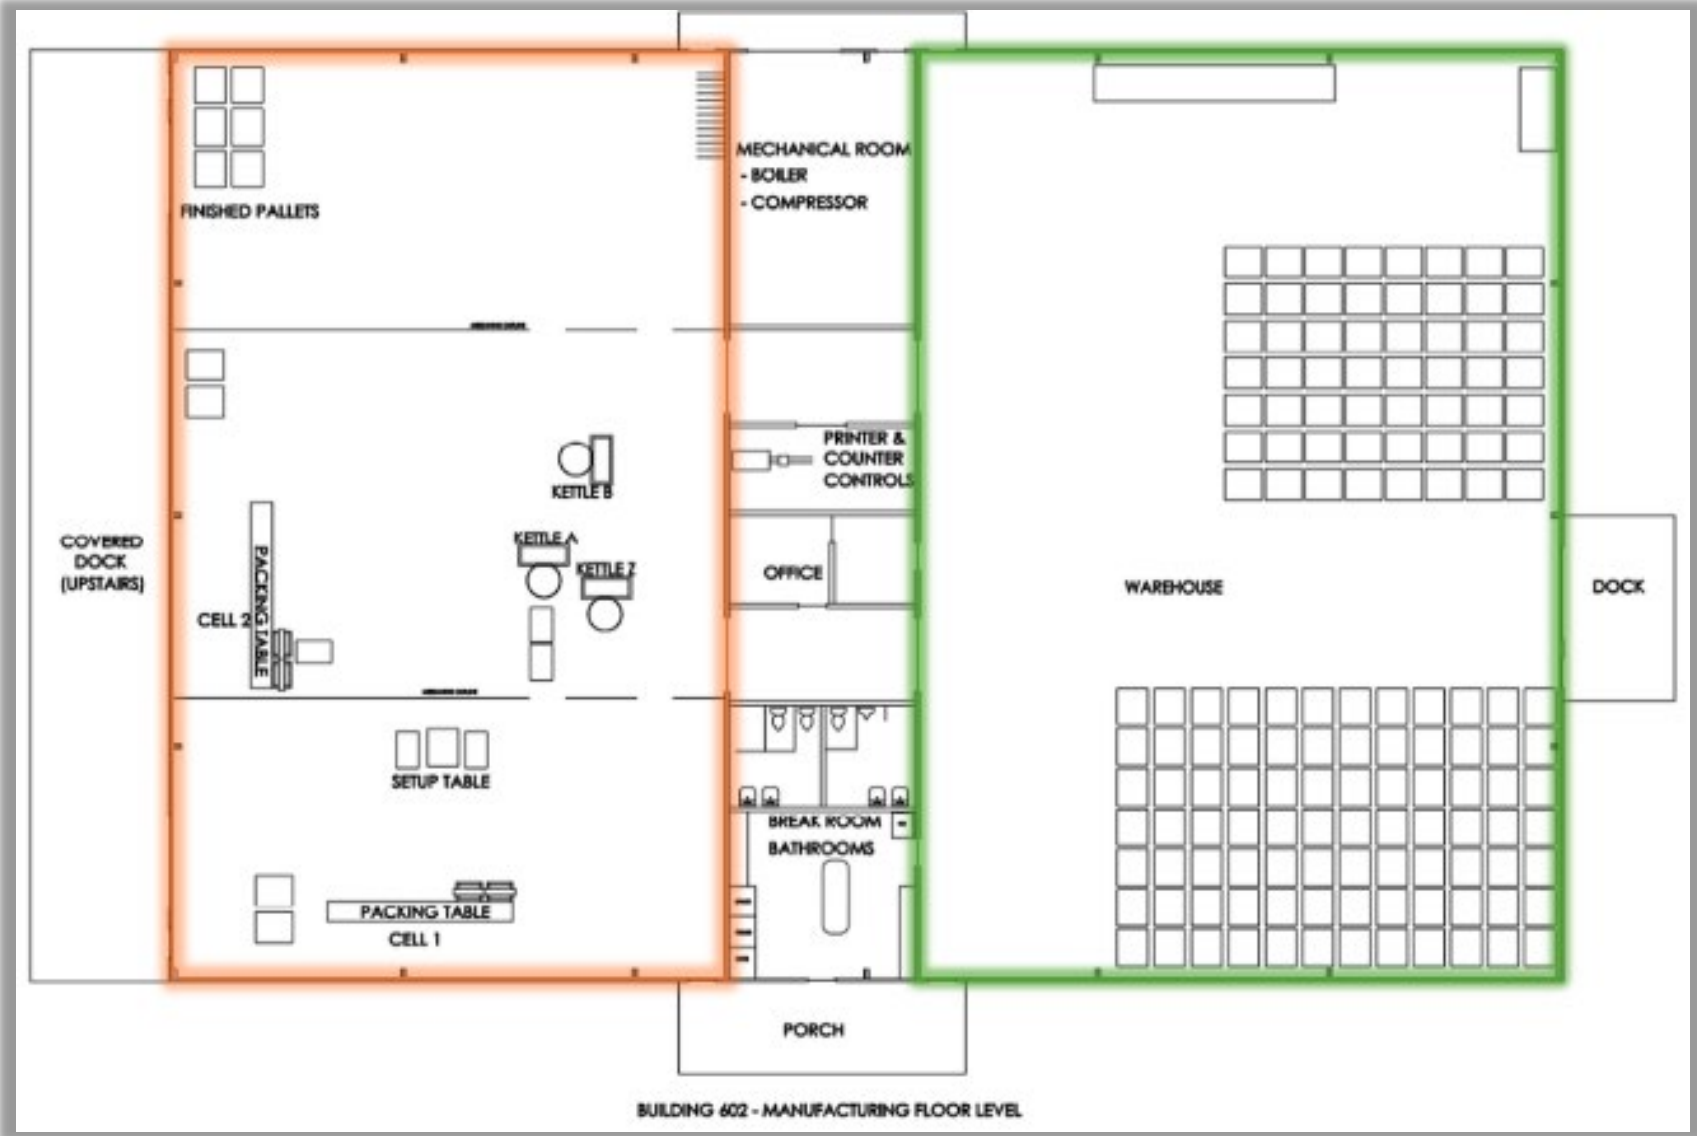 MECHANICAL ROOM
- BOILER
- COMPRESSOR
FINISHED PALLETS
PRINTER &
COUNTER
CONTROLS
KETTLE B
KETTLE A
KETTLE Z
COVERED
DOCK
(UPSTAIRS)
PACKING TABLE
CELL 2
OFFICE
WAREHOUSE
DOCK
SETUP TABLE
BREAK ROOM
BATHROOMS
PACKING TABLE
CELL 1
PORCH
BUILDING 602 - MANUFACTURING FLOOR LEVEL